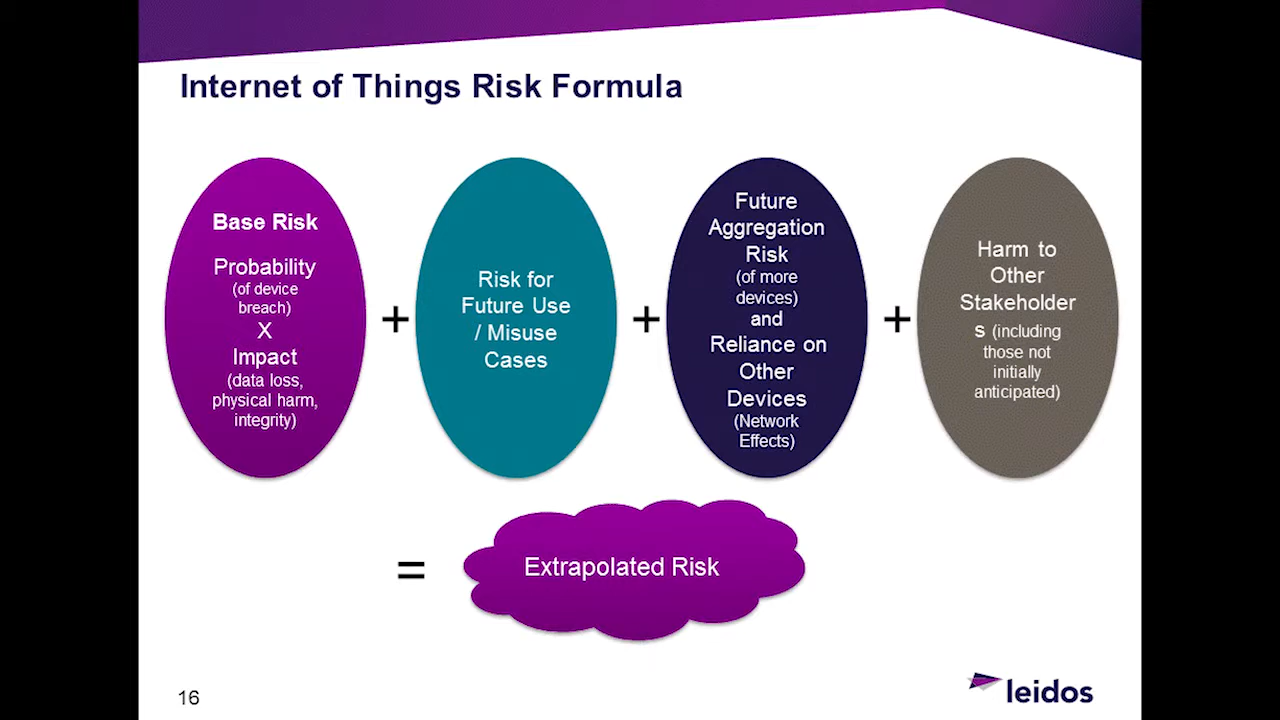 Internet of Things Risk Formula
Base Risk
Probability
(of device
breach)
X
Impact
(data loss,
physical harm,
integrity)
+
Risk for
Future Use
/ Misuse
Cases
+
Future
Aggregation
Risk
(of more
devices)
and
Reliance on
Other
Devices
(Network
Effects)
+
Harm to
Other
Stakeholder
s (including
those not
initially
anticipated)
=
Extrapolated Risk
16
leidos